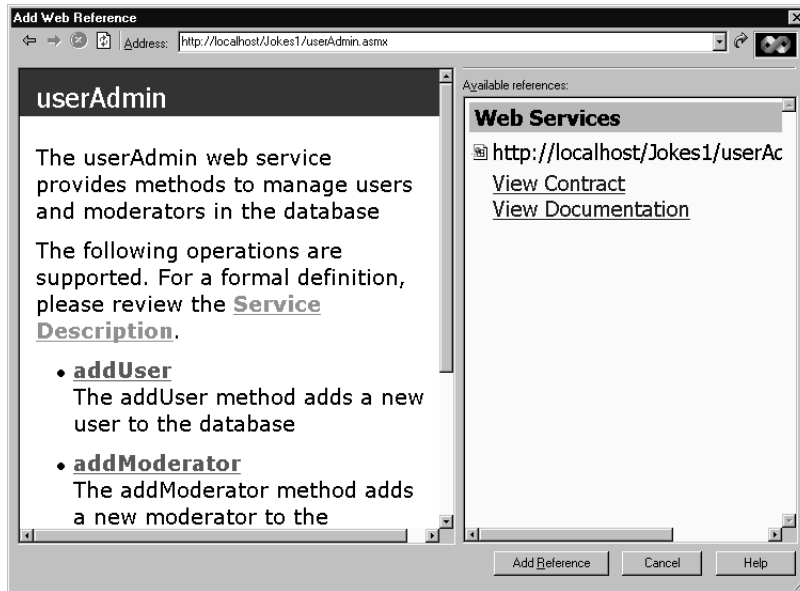 Add Web Reference
Address: http://localhost/Jokes1/userAdmin.asmx
userAdmin
The userAdmin web service
provides methods to manage users
and moderators in the database
The following operations are
supported. For a formal definition,
please review the Service
Description.
• addUser
The addUser method adds a new
user to the database
• addModerator
The addModerator method adds
a new moderator to the
Available references:
Web Services
http://localhost/Jokes1/userAc
View Contract
View Documentation
Add Reference
Cancel
Help